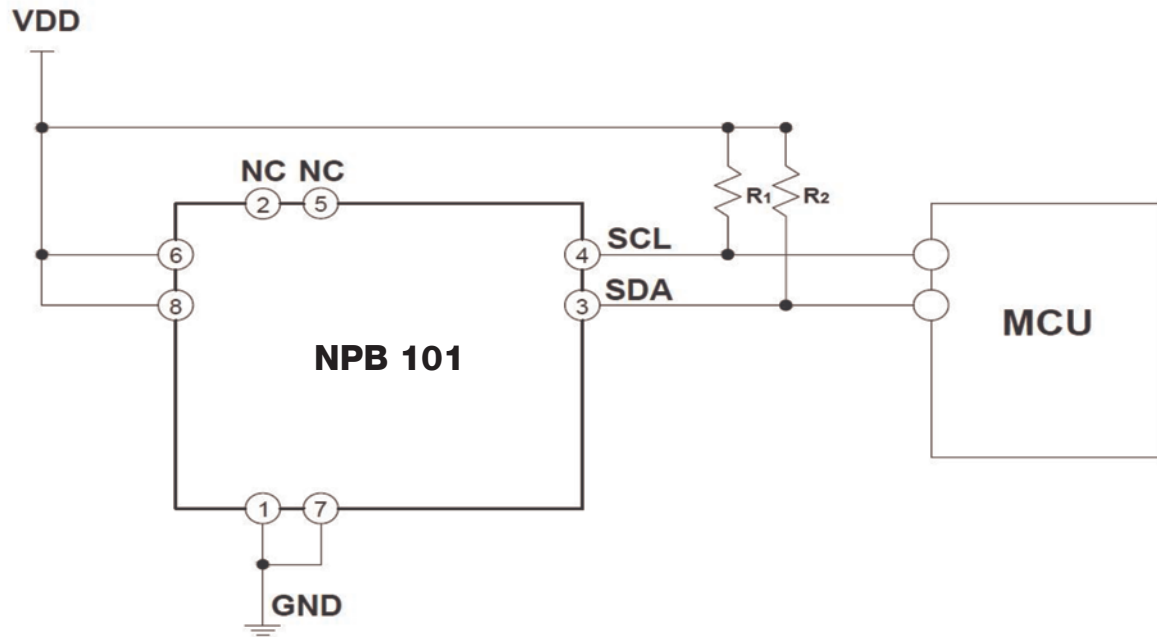 VDD
NC NC
2 5
R1 R2
6
4 SCL
8
3 SDA
MCU
NPB 101
1 7
GND